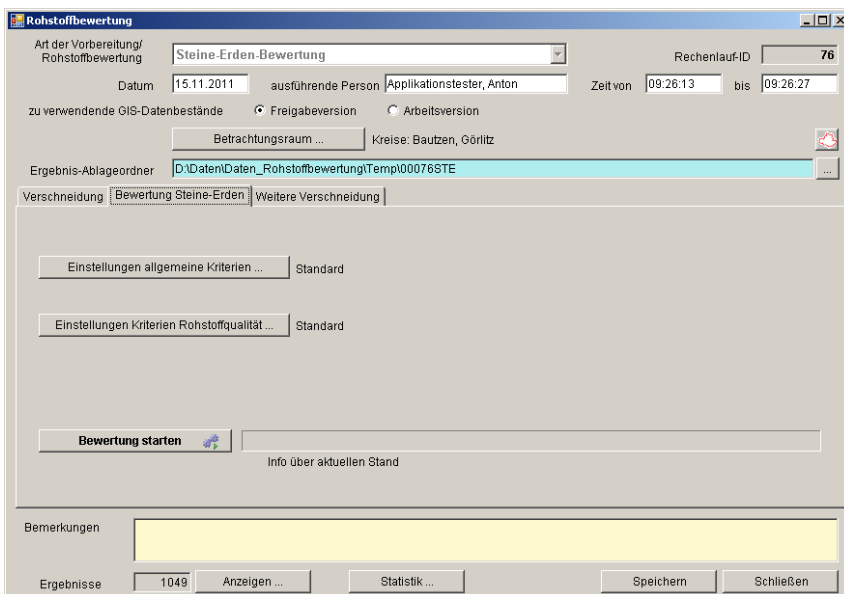 Rohstoffbewertung
Art der Vorbereitung/
Rohstoffbewertung Steine-Erden-Bewertung Rechenlauf-ID 76
Datum 15.11.2011 ausführende Person Applikationstester, Anton Zeit von 09:26:13 bis 09:26:27
zu verwendende GIS-Datenbestände Freigabeversion Arbeitsversion
Betrachtungsraum ... Kreise: Bautzen, Görlitz
Ergebnis-Ablageordner D:\Daten\Daten_Rohstoffbewertung\Temp\00076STE ...
Verschneidung Bewertung Steine-Erden Weitere Verschneidung
Einstellungen allgemeine Kriterien ... Standard
Einstellungen Kriterien Rohstoffqualität ... Standard
Bewertung starten
Info über aktuellen Stand
Bemerkungen
Ergebnisse 1049 Anzeigen ... Statistik ... Speichern Schließen